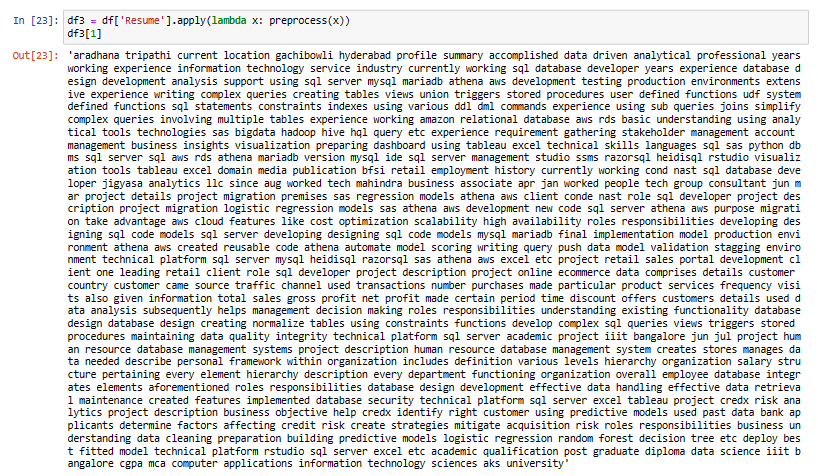 In [23]: df3 = df['Resume'].apply(lambda x: preprocess(x))
df3[1]
Out[23]: 'aradhana tripathi current location gachibowli hyderabad profile summary accomplished data driven analytical professional years
working experience information technology service industry currently working sql database developer years experience database d
esign development analysis support using sql server mysql mariadb athena aws development testing production environments extens
ive experience writing complex queries creating tables views union triggers stored procedures user defined functions udf system
defined functions sql statements constraints indexes using various ddl dml commands experience using sub queries joins simplify
complex queries involving multiple tables experience working amazon relational database aws rds basic understanding using analy
tical tools technologies sas bigdata hadoop hive hql query etc experience requirement gathering stakeholder management account
management business insights visualization preparing dashboard using tableau excel technical skills languages sql sas python db
ms sql server sql aws rds athena mariadb version mysql ide sql server management studio ssms razorsql heidisql rstudio visualiz
ation tools tableau excel domain media publication bfsi retail employment history currently working cond nast sql database deve
loper jigyasa analytics llc since aug worked tech mahindra business associate apr jan worked people tech group consultant jun m
ar project details project migration premises sas regression models athena aws client conde nast role sql developer project des
cription project migration logistic regression models sas athena aws development new code sql server athena aws purpose migrati
on take advantage aws cloud features like cost optimization scalability high availability roles responsibilities developing des
igning sql code models sql server developing designing sql code models mysql mariadb final implementation model production envi
ronment athena aws created reusable code athena automate model scoring writing query push data model validation stagging enviro
nment technical platform sql server mysql heidisql razorsql sas athena aws excel etc project retail sales portal development cl
ient one leading retail client role sql developer project description project online ecommerce data comprises details customer
country customer came source traffic channel used transactions number purchases made particular product services frequency visi
ts also given information total sales gross profit net profit made certain period time discount offers customers details used d
ata analysis subsequently helps management decision making roles responsibilities understanding existing functionality database
design database design creating normalize tables using constraints functions develop complex sql queries views triggers stored
procedures maintaining data quality integrity technical platform sql server academic project iiit bangalore jun jul project hum
an resource database management systems project description human resource database management system creates stores manages da
ta needed describe personal framework within organization includes definition various levels hierarchy organization salary stru
cture pertaining every element hierarchy description every department functioning organization overall employee database integr
ates elements aforementioned roles responsibilities database design development effective data handling effective data retrieva
l maintenance created features implemented database security technical platform sql server excel tableau project credx risk ana
lytics project description business objective help credx identify right customer using predictive models used past data bank ap
plicants determine factors affecting credit risk create strategies mitigate acquisition risk roles responsibilities business un
derstanding data cleaning preparation building predictive models logistic regression random forest decision tree etc deploy bes
t fitted model technical platform rstudio sql server excel etc academic qualification post graduate diploma data science iiit b
angalore cgpa mca computer applications information technology sciences aks university'